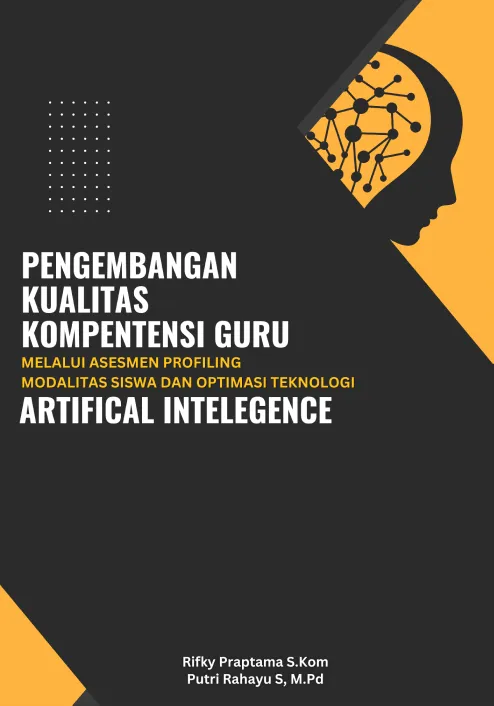 PENGEMBANGAN
KUALITAS
KOMPENTENSI GURU
MELALUI ASESMEN PROFILING
MODALITAS SISWA DAN OPTIMASI TEKNOLOGI
ARTIFICAL INTELEGENCE
Rifky Praptama S.Kom
Putri Rahayu S, M.Pd